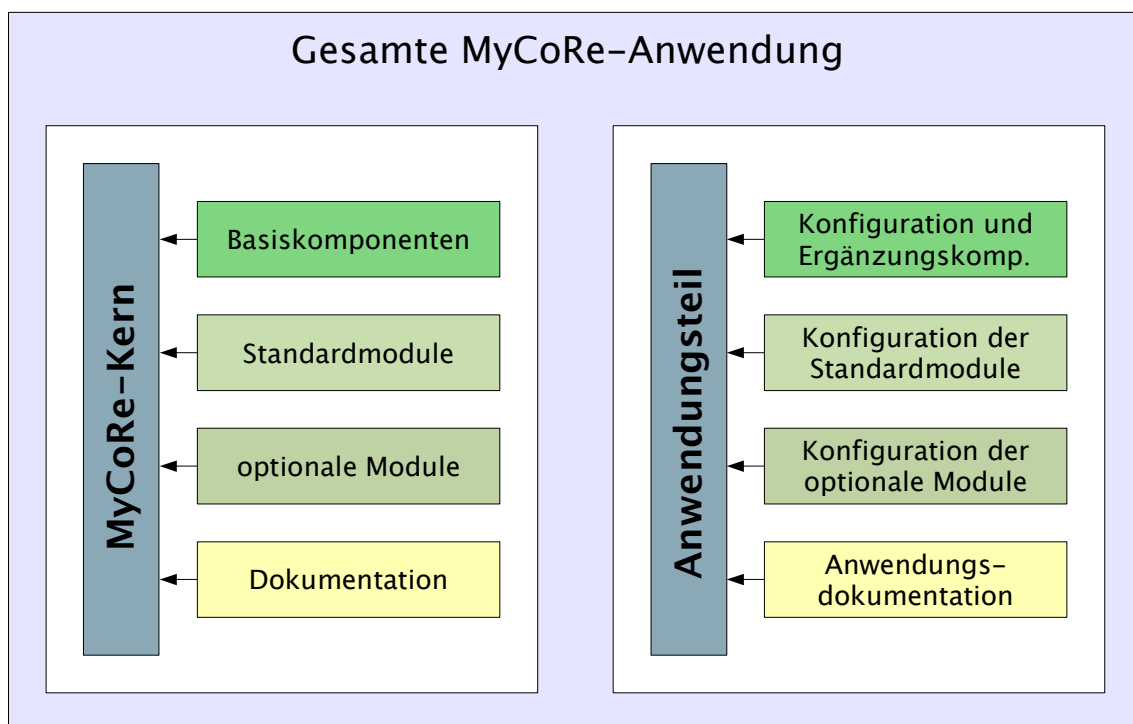 Gesamte MyCoRe-Anwendung
MyCoRe-Kern
Basiskomponenten
Standardmodule
optionale Module
Dokumentation
Anwendungsteil
Konfiguration und
Ergänzungskomp.
Konfiguration der
Standardmodule
Konfiguration der
optionale Module
Anwendungs-
dokumentation